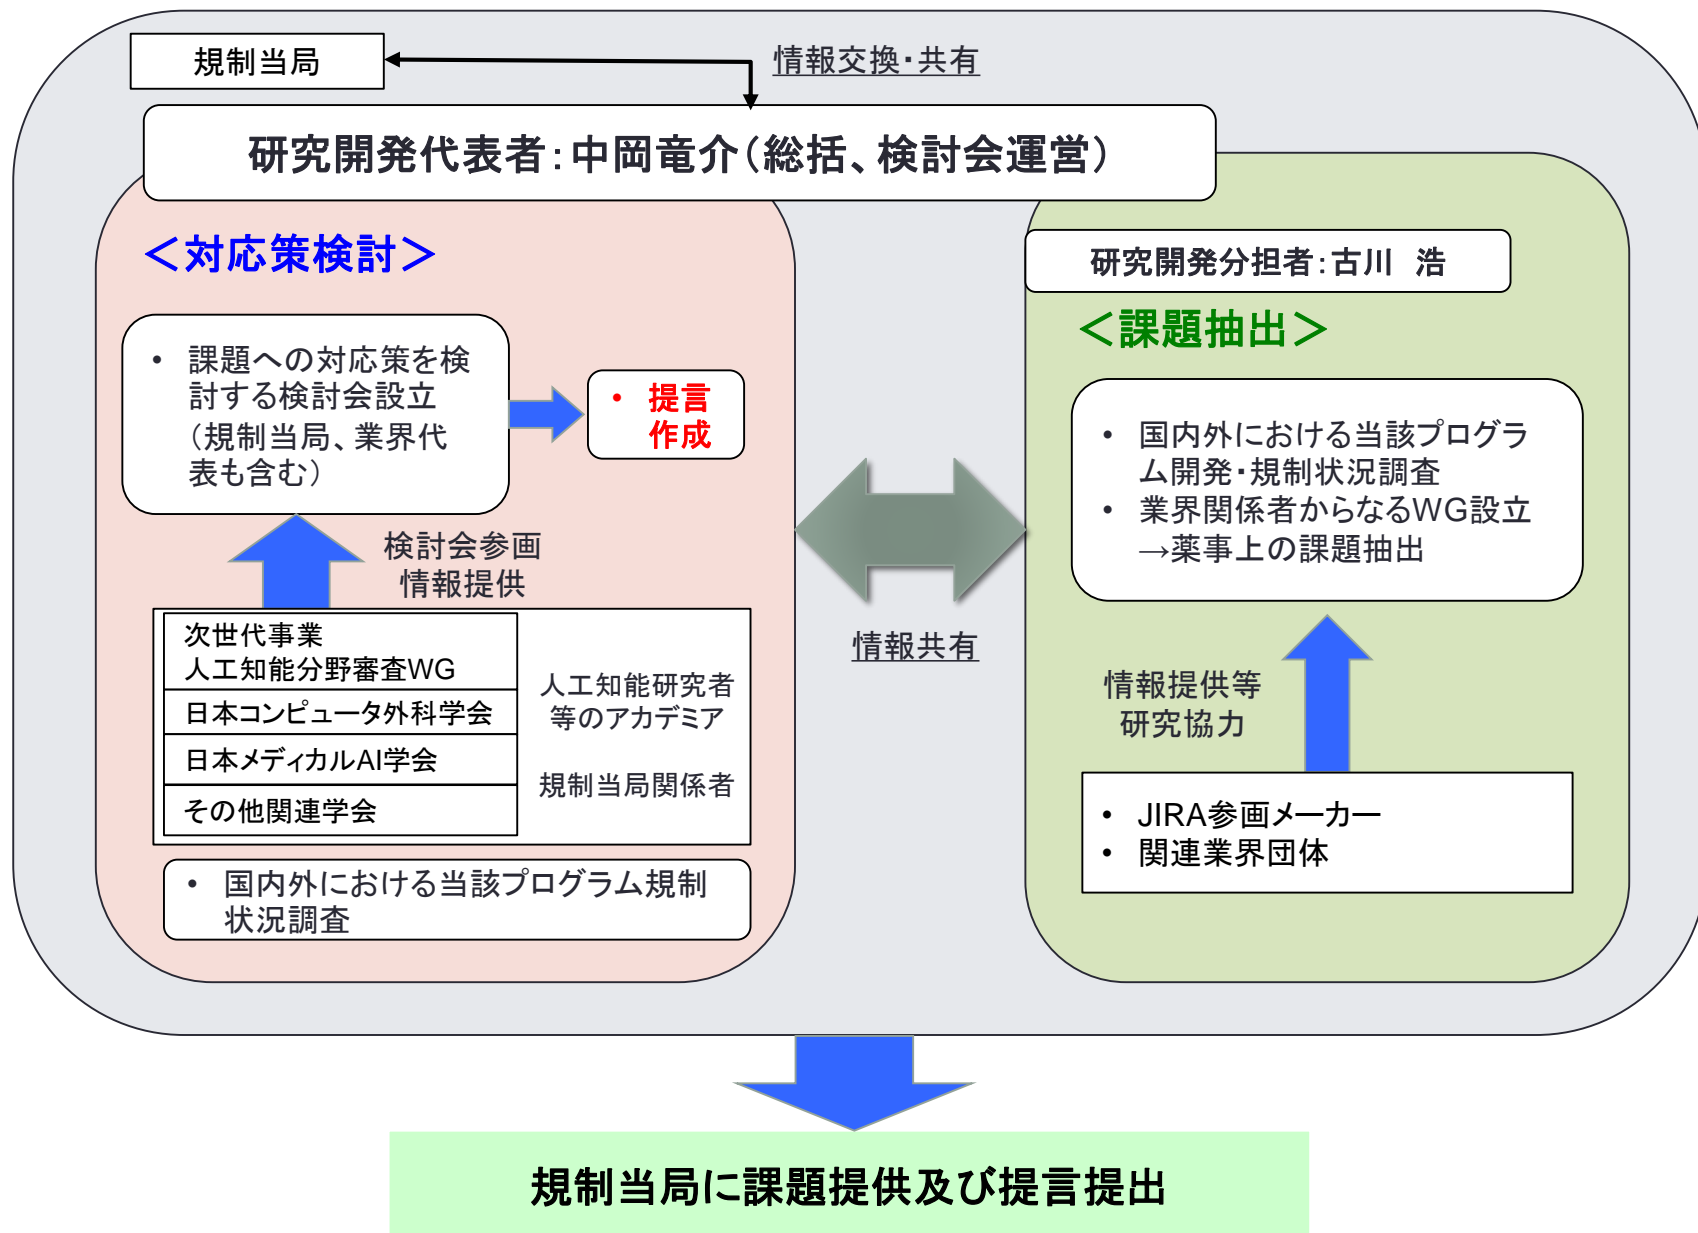 規制当局
情報交換・共有
研究開発代表者：中岡竜介（総括、検討会運営）
＜対応策検討＞
• 課題への対応策を検
討する検討会設立
（規制当局、業界代
表も含む）
• 提言
作成
検討会参画
情報提供
次世代事業
人工知能分野審査WG
日本コンピュータ外科学会
日本メディカルAI学会
その他関連学会
人工知能研究者
等のアカデミア
規制当局関係者
• 国内外における当該プログラム規制
状況調査
情報共有
研究開発分担者：古川　浩
＜課題抽出＞
• 国内外における当該プログラ
ム開発・規制状況調査
• 業界関係者からなるWG設立
→薬事上の課題抽出
情報提供等
研究協力
• JIRA参画メーカー
• 関連業界団体
規制当局に課題提供及び提言提出